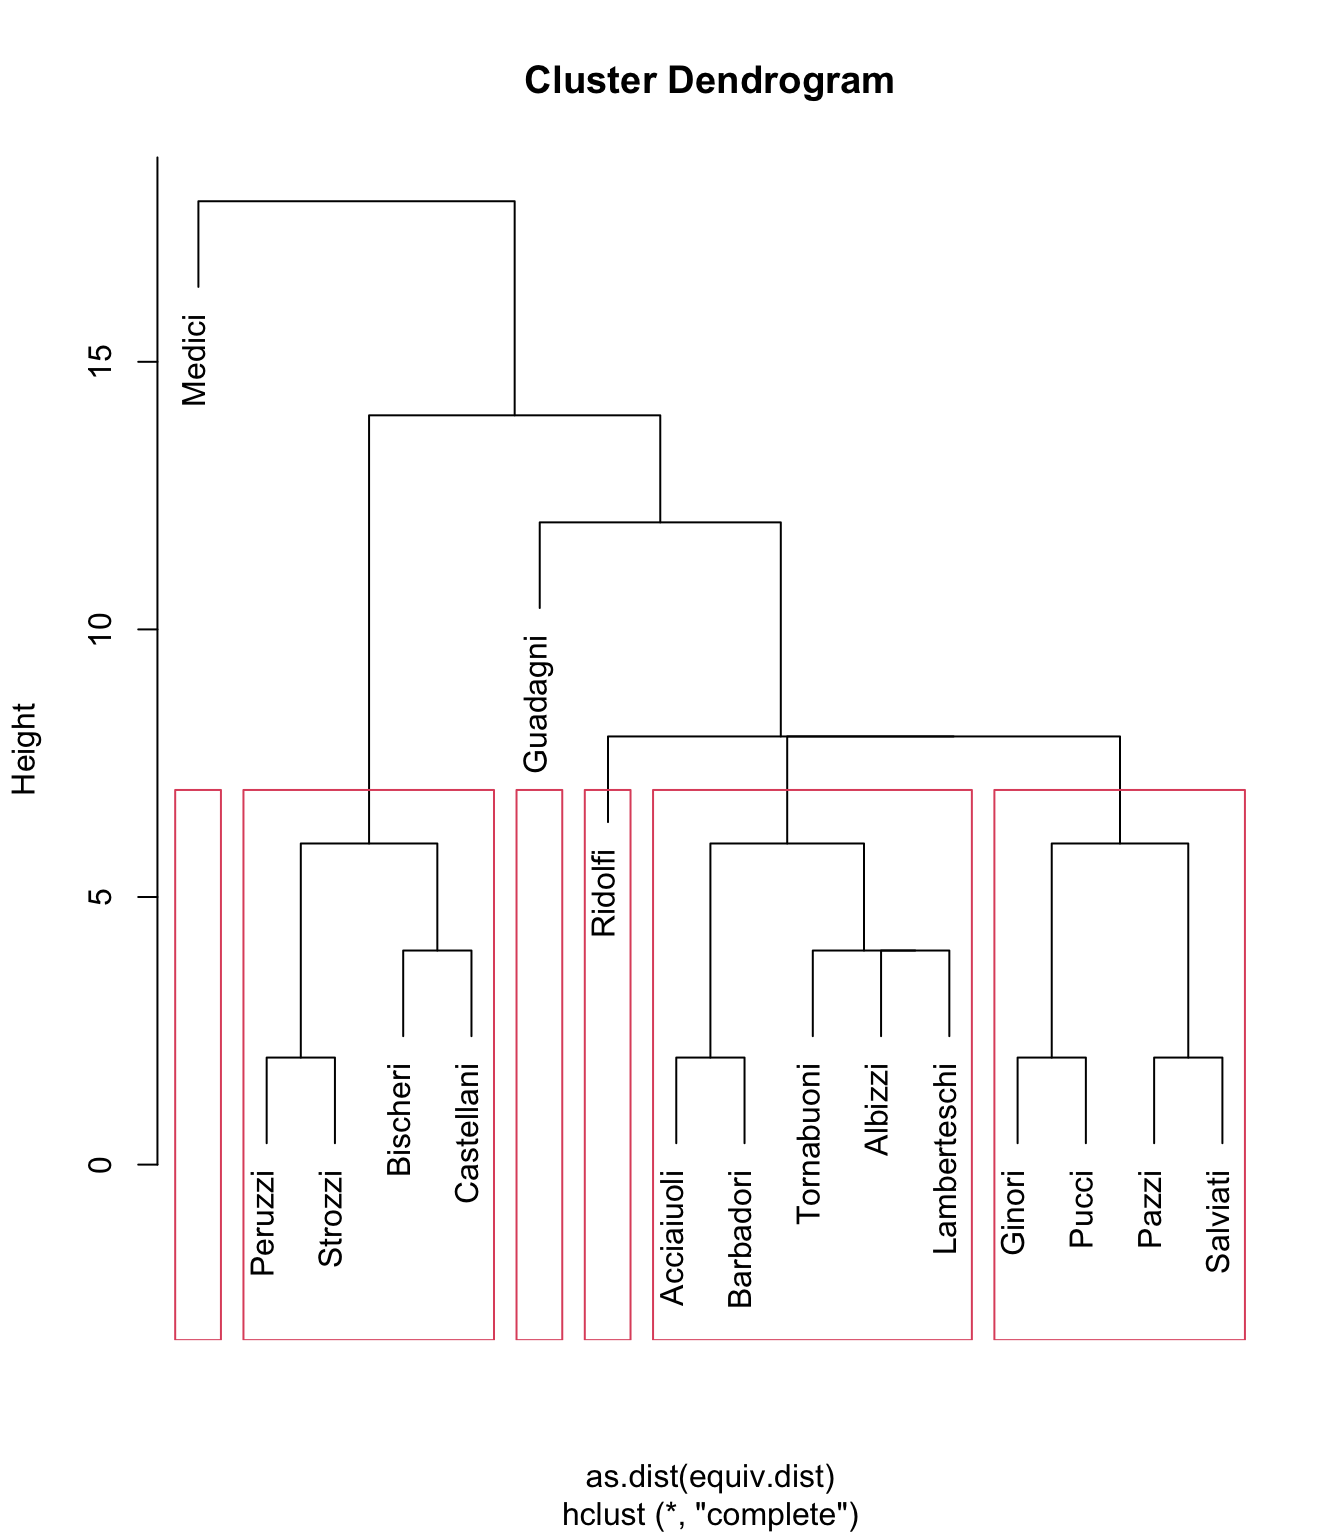 Cluster Dendrogram
Height
15
10
5
0
Medici
Peruzzi
Strozzi
Bischeri
Castellani
Guadagni
Ridolfi
Acciaiuoli
Barbadori
Tornabuoni
Albizzi
Lamberteschi
Ginori
Pucci
Pazzi
Salviati
as.dist(equiv.dist)
hclust (*, "complete")